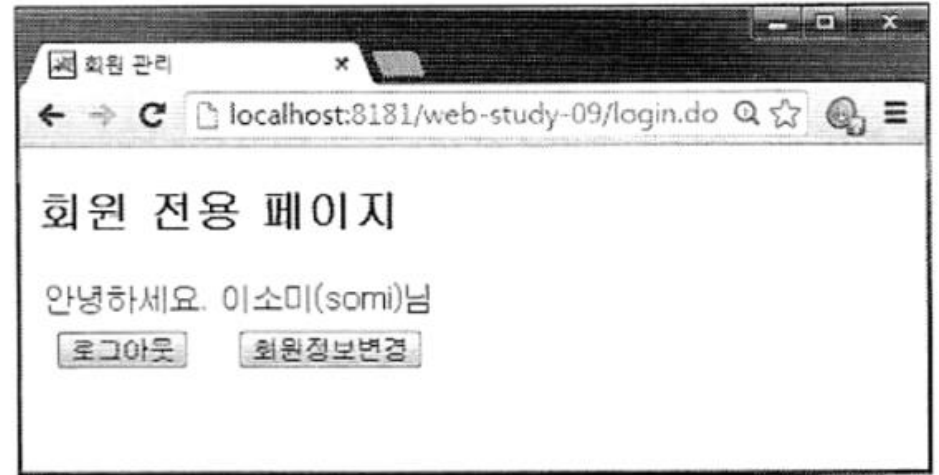 회원 관리
localhost:8181/web-study-09/login.do
회원 전용 페이지
안녕하세요. 이소미(somi)님
로그아웃 회원정보변경